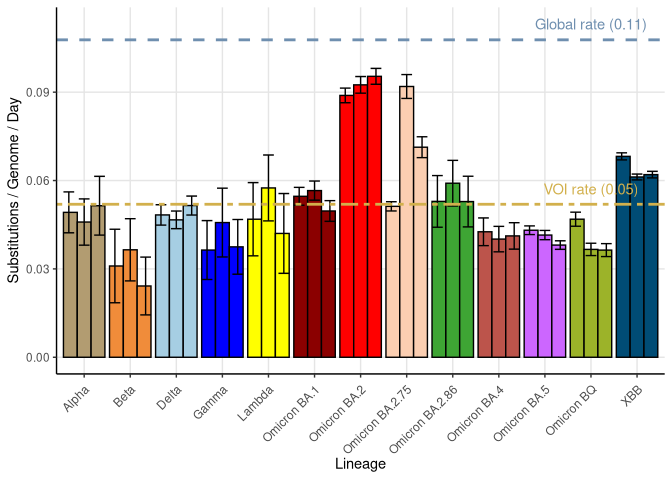 Global rate (0.11)
VOI rate (0.05)
Substitutions / Genome / Day
0.09
0.06
0.03
0.00
Alpha
Beta
Delta
Gamma
Lambda
Omicron BA.1
Omicron BA.2
Omicron BA.2.75
Omicron BA.2.86
Omicron BA.4
Omicron BA.5
Omicron BQ
XBB
Lineage